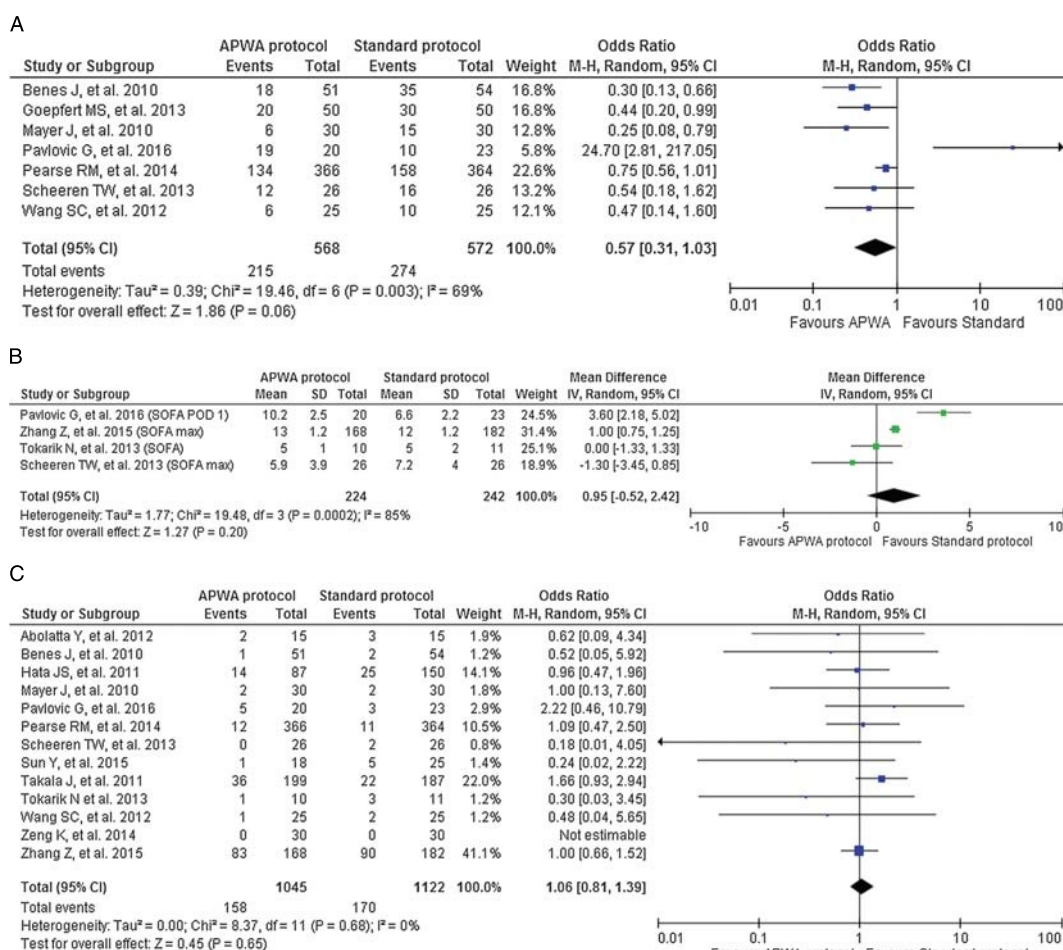 A
APWA protocol Standard protocol Odds Ratio Odds Ratio
Study or Subgroup Events Total Events Total Weight M-H, Random, 95% CI M-H, Random, 95% CI
Benes J, et al. 2010 18 51 35 54 16.8% 0.30 [0.13, 0.66]
Goepfert MS, et al. 2013 20 50 30 50 16.8% 0.44 [0.20, 0.99]
Mayer J, et al. 2010 6 30 15 30 12.8% 0.25 [0.08, 0.79]
Pavlovic G, et al. 2016 19 20 10 23 5.8% 24.70 [2.81, 217.05]
Pearse RM, et al. 2014 134 366 158 364 22.6% 0.75 [0.56, 1.01]
Scheeren TW, et al. 2013 12 26 16 26 13.2% 0.54 [0.18, 1.62]
Wang SC, et al. 2012 6 25 10 25 12.1% 0.47 [0.14, 1.60]
Total (95% CI) 568 572 100.0% 0.57 [0.31, 1.03]
Total events 215 274
Heterogeneity: Tau² = 0.39; Chi² = 19.46, df = 6 (P = 0.003); I² = 69%
Test for overall effect: Z = 1.86 (P = 0.06)
0.01 0.1 1 10 100
Favours APWA Favours Standard
B
APWA protocol Standard protocol Mean Difference Mean Difference
Study or Subgroup Mean SD Total Mean SD Total Weight IV, Random, 95% CI IV, Random, 95% CI
Pavlovic G, et al. 2016 (SOFA POD 1) 10.2 2.5 20 6.6 2.2 23 24.5% 3.60 [2.18, 5.02]
Zhang Z, et al. 2015 (SOFA max) 13 1.2 168 12 1.2 182 31.4% 1.00 [0.75, 1.25]
Tokarik N, et al. 2013 (SOFA) 5 1 10 5 2 11 25.1% 0.00 [-1.33, 1.33]
Scheeren TW, et al. 2013 (SOFA max) 5.9 3.9 26 7.2 4 26 18.9% -1.30 [-3.45, 0.85]
Total (95% CI) 224 242 100.0% 0.95 [-0.52, 2.42]
Heterogeneity: Tau² = 1.77; Chi² = 19.48, df = 3 (P = 0.0002); I² = 85%
Test for overall effect: Z = 1.27 (P = 0.20)
-10 -5 0 5 10
Favours APWA protocol Favours Standard protocol
C
APWA protocol Standard protocol Odds Ratio Odds Ratio
Study or Subgroup Events Total Events Total Weight M-H, Random, 95% CI M-H, Random, 95% CI
Abolatta Y, et al. 2012 2 15 3 15 1.9% 0.62 [0.09, 4.34]
Benes J, et al. 2010 1 51 2 54 1.2% 0.52 [0.05, 5.92]
Hata JS, et al. 2011 14 87 25 150 14.1% 0.96 [0.47, 1.96]
Mayer J, et al. 2010 2 30 2 30 1.8% 1.00 [0.13, 7.60]
Pavlovic G, et al. 2016 5 20 3 23 2.9% 2.22 [0.46, 10.79]
Pearse RM, et al. 2014 12 366 11 364 10.5% 1.09 [0.47, 2.50]
Scheeren TW, et al. 2013 0 26 2 26 0.8% 0.18 [0.01, 4.05]
Sun Y, et al. 2015 1 18 5 25 1.4% 0.24 [0.02, 2.22]
Takala J, et al. 2011 36 199 22 187 22.0% 1.66 [0.93, 2.94]
Tokarik N et al. 2013 1 10 3 11 1.2% 0.30 [0.03, 3.45]
Wang SC, et al. 2012 1 25 2 25 1.2% 0.48 [0.04, 5.65]
Zeng K, et al. 2014 0 30 0 30 Not estimable
Zhang Z, et al. 2015 83 168 90 182 41.1% 1.00 [0.66, 1.52]
Total (95% CI) 1045 1122 100.0% 1.06 [0.81, 1.39]
Total events 158 170
Heterogeneity: Tau² = 0.00; Chi² = 8.37, df = 11 (P = 0.68); I² = 0%
Test for overall effect: Z = 0.45 (P = 0.65)
0.01 0.1 1 10 100
Favours APWA protocol Favours Standard protocol